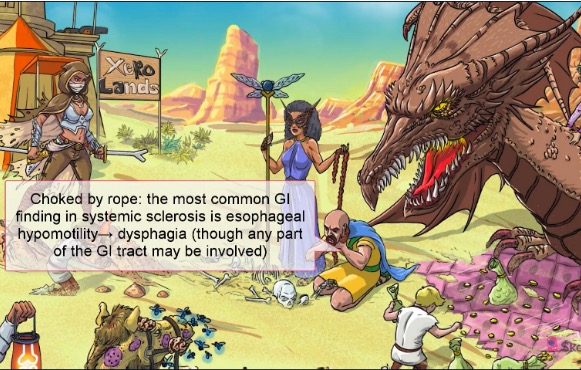 Xero
Lands
Choked by rope: the most common GI
finding in systemic sclerosis is esophageal
hypomotility→ dysphagia (though any part
of the GI tract may be involved)